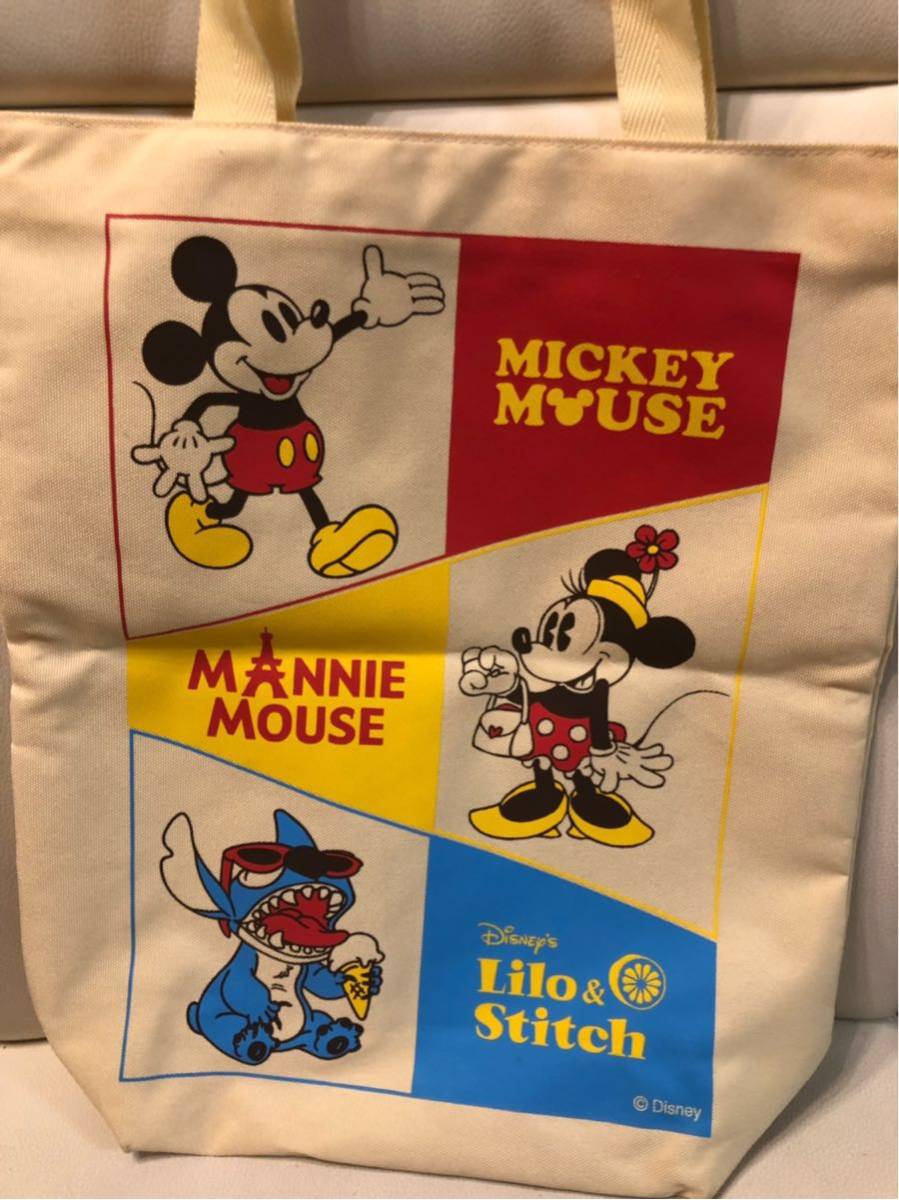 MICKEY
MOUSE
MANNIE
MOUSE
Disney's
Lilo &
Stitch
© Disney